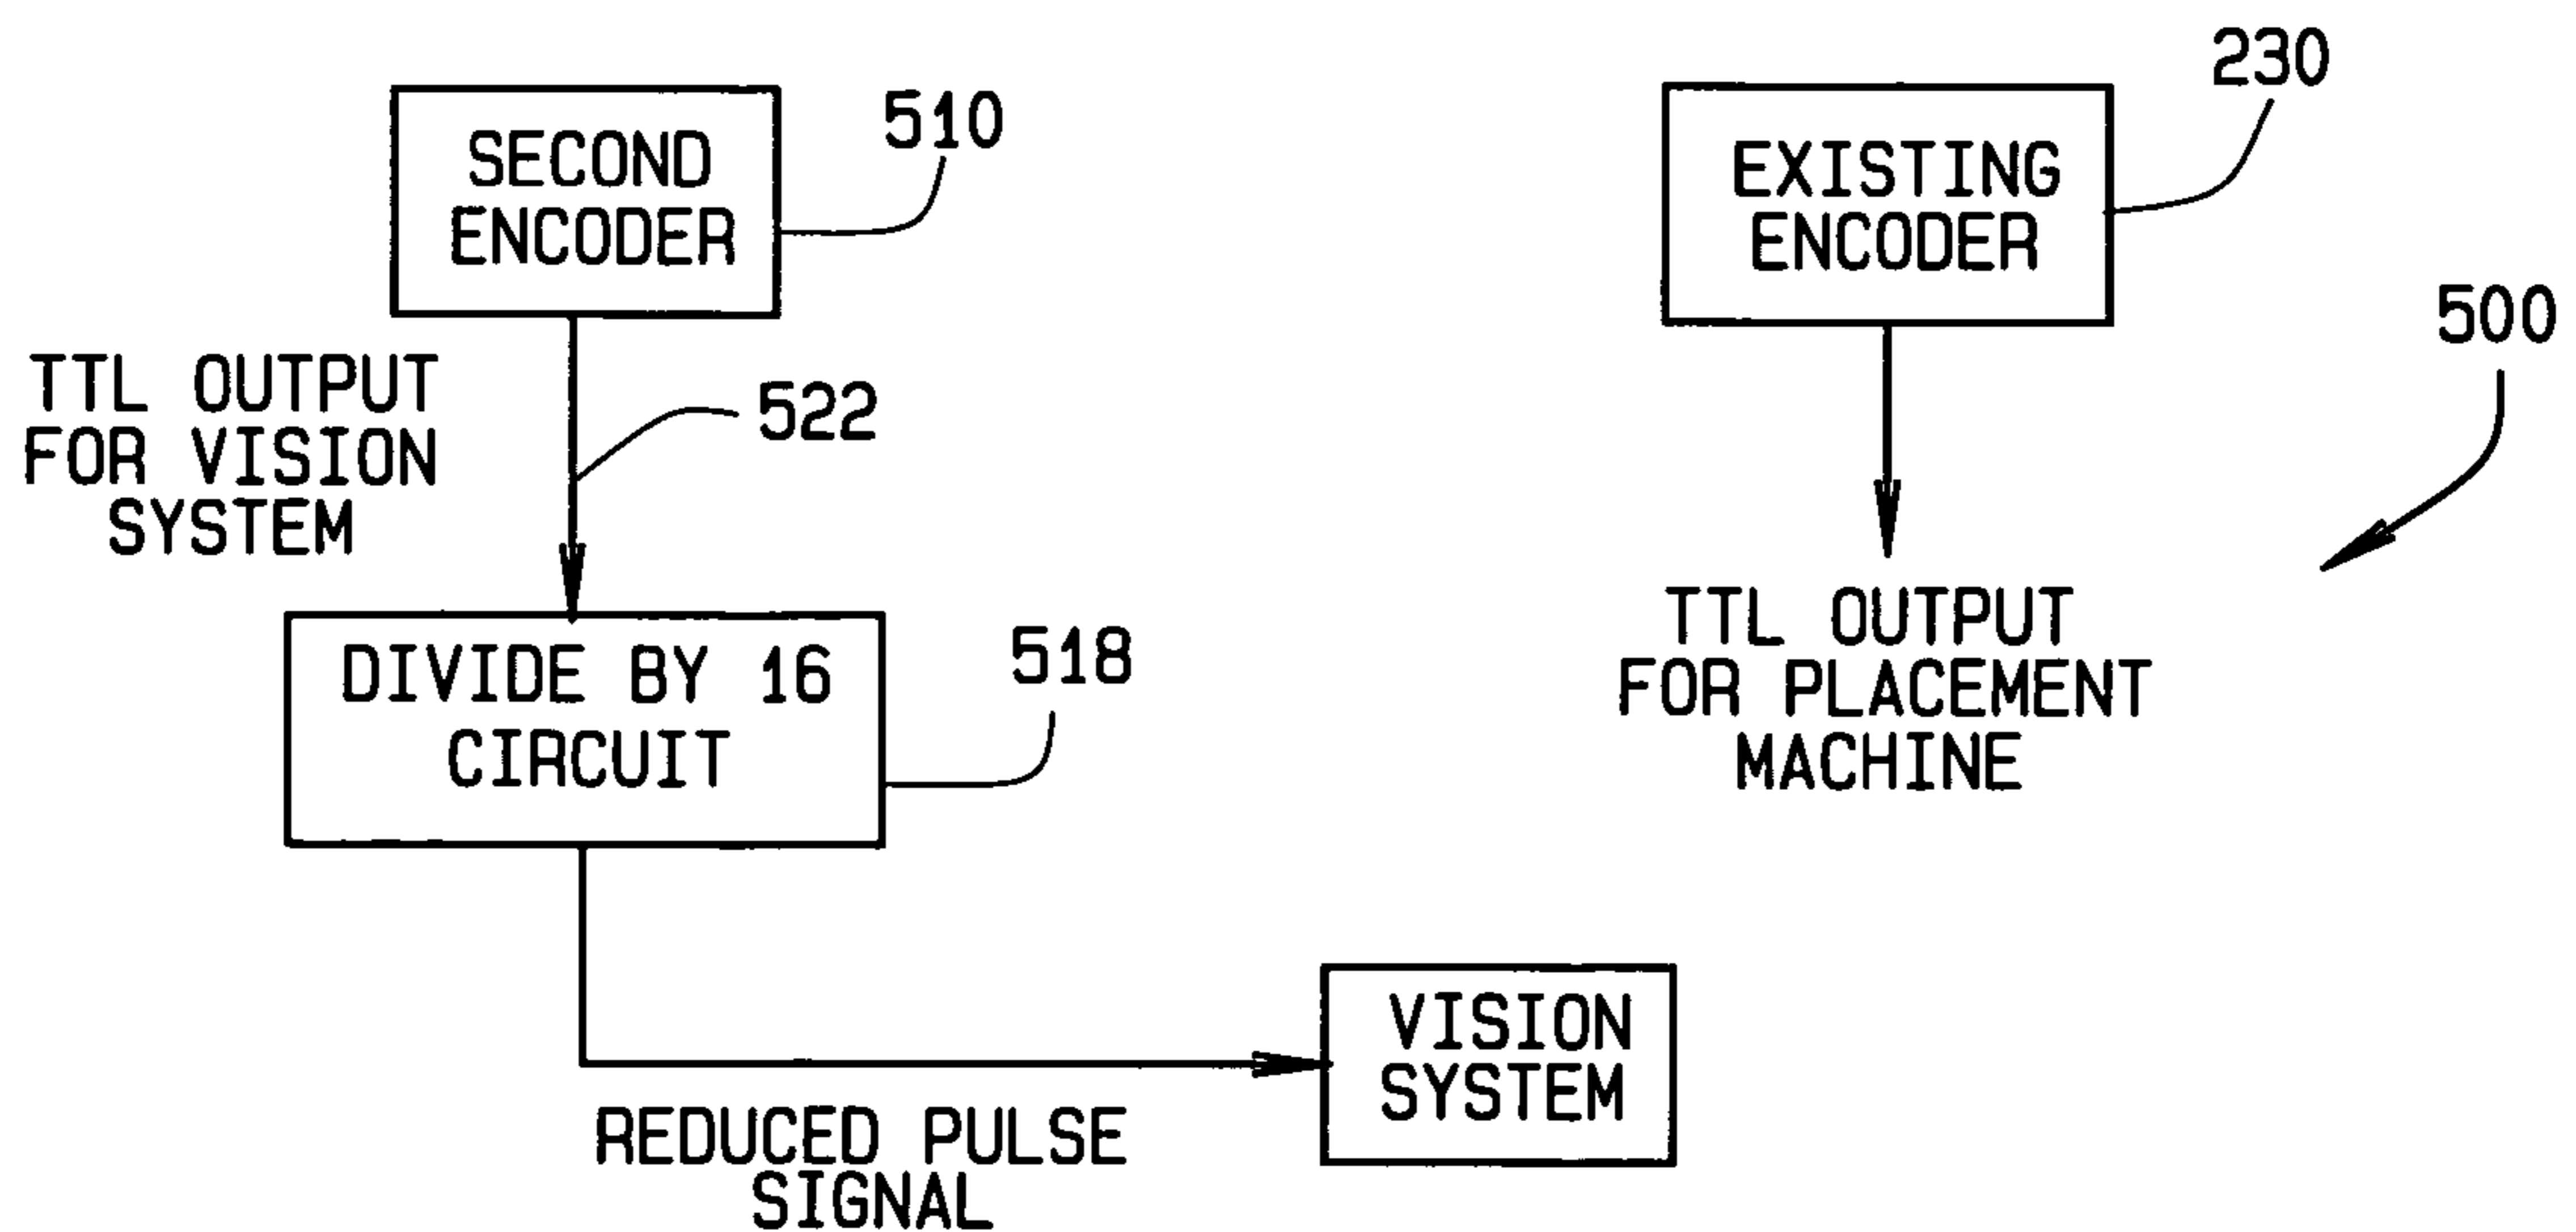 SECOND
ENCODER
510
EXISTING
ENCODER
230
500
TTL OUTPUT
FOR VISION
SYSTEM
522
TTL OUTPUT
FOR PLACEMENT
MACHINE
DIVIDE BY 16
CIRCUIT
518
VISION
SYSTEM
REDUCED PULSE
SIGNAL